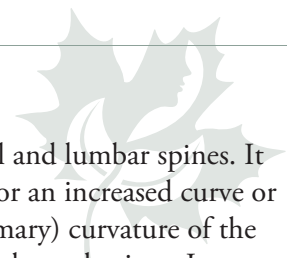 and lumbar spines. It
or an increased curve or
mary) curvature of the